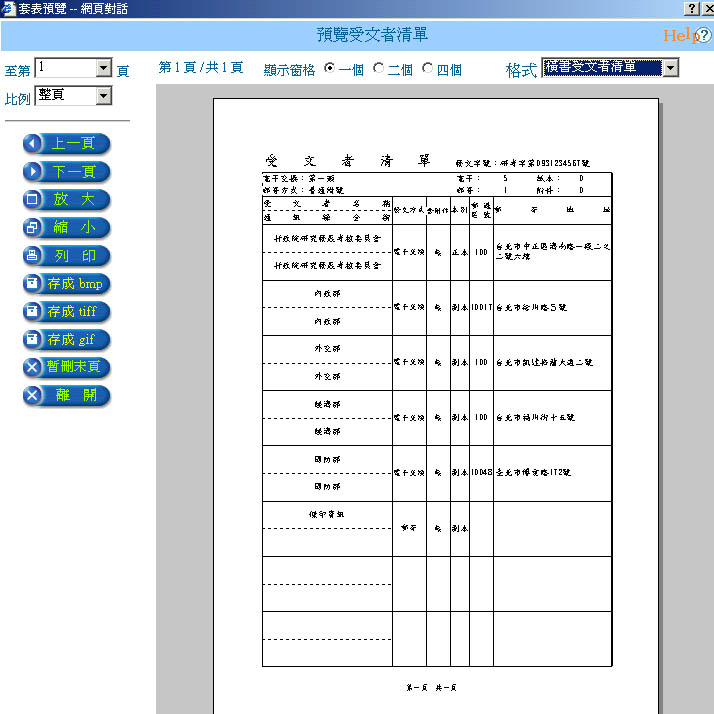 套表預覽 -- 網頁對話
預覽受文者清單
Help
至第 1 頁
第 1 頁 /共 1 頁
顯示窗格 一個 二個 四個
格式 橫書受文者清單
比例 整頁
上一頁
下一頁
放 大
縮 小
列 印
存成 bmp
存成 tiff
存成 gif
暫刪末頁
離 開
受 文 者 清 單
發文字號：研考字第0931234567號
電子交換：第一類 電子： 5 紙本： 0
郵寄方式：普通掛號 郵寄： 1 附件： 0
受 文 者 名 稱
發文方式 含附件 本別 郵遞區號 郵 寄 地 址
行政院研究發展考核委員會
行政院研究發展考核委員會
電子交換 正本 100 台北市中正區濟南路一段二之二號六樓
內政部
內政部
電子交換 副本 10017 台北市徐州路5號
外交部
外交部
電子交換 副本 100 台北市凱達格蘭大道二號
經濟部
經濟部
電子交換 副本 100 台北市福州街十五號
國防部
國防部
電子交換 副本 10048 臺北市博愛路172號
傑印資訊
郵寄 副本
第一頁 共一頁